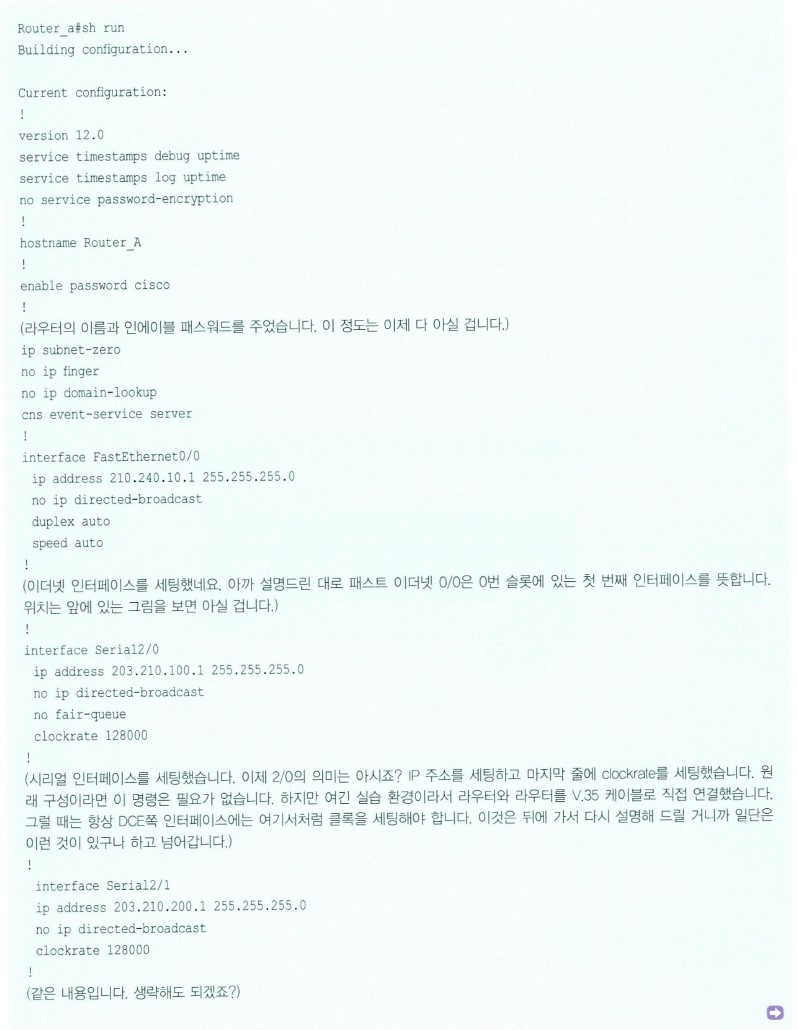 Router_a#sh run
Building configuration...

Current configuration:
!
version 12.0
service timestamps debug uptime
service timestamps log uptime
no service password-encryption
!
hostname Router_A
!
enable password cisco
!
(라우터의 이름과 인에이블 패스워드를 주었습니다. 이 정도는 이제 다 아실 겁니다.)
ip subnet-zero
no ip finger
no ip domain-lookup
cns event-service server
!
interface FastEthernet0/0
ip address 210.240.10.1 255.255.255.0
no ip directed-broadcast
duplex auto
speed auto
!
(이더넷 인터페이스를 세팅했네요. 아까 설명드린 대로 패스트 이더넷 0/0은 0번 슬롯에 있는 첫 번째 인터페이스를 뜻합니다.
위치는 앞에 있는 그림을 보면 아실 겁니다.)
!
interface Serial2/0
ip address 203.210.100.1 255.255.255.0
no ip directed-broadcast
no fair-queue
clockrate 128000
!
(시리얼 인터페이스를 세팅했습니다. 이제 2/0의 의미는 아시죠? IP 주소를 세팅하고 마지막 줄에 clockrate를 세팅했습니다. 원
래 구성이라면 이 명령은 필요가 없습니다. 하지만 여긴 실습 환경이라서 라우터와 라우터를 V.35 케이블로 직접 연결했습니다.
그럴 때는 항상 DCE쪽 인터페이스에는 여기서처럼 클록을 세팅해야 합니다. 이것은 뒤에 가서 다시 설명해 드릴 거니까 일단은
이런 것이 있구나 하고 넘어갑니다.)
!
interface Serial2/1
ip address 203.210.200.1 255.255.255.0
no ip directed-broadcast
clockrate 128000
!
(같은 내용입니다. 생략해도 되겠죠?)